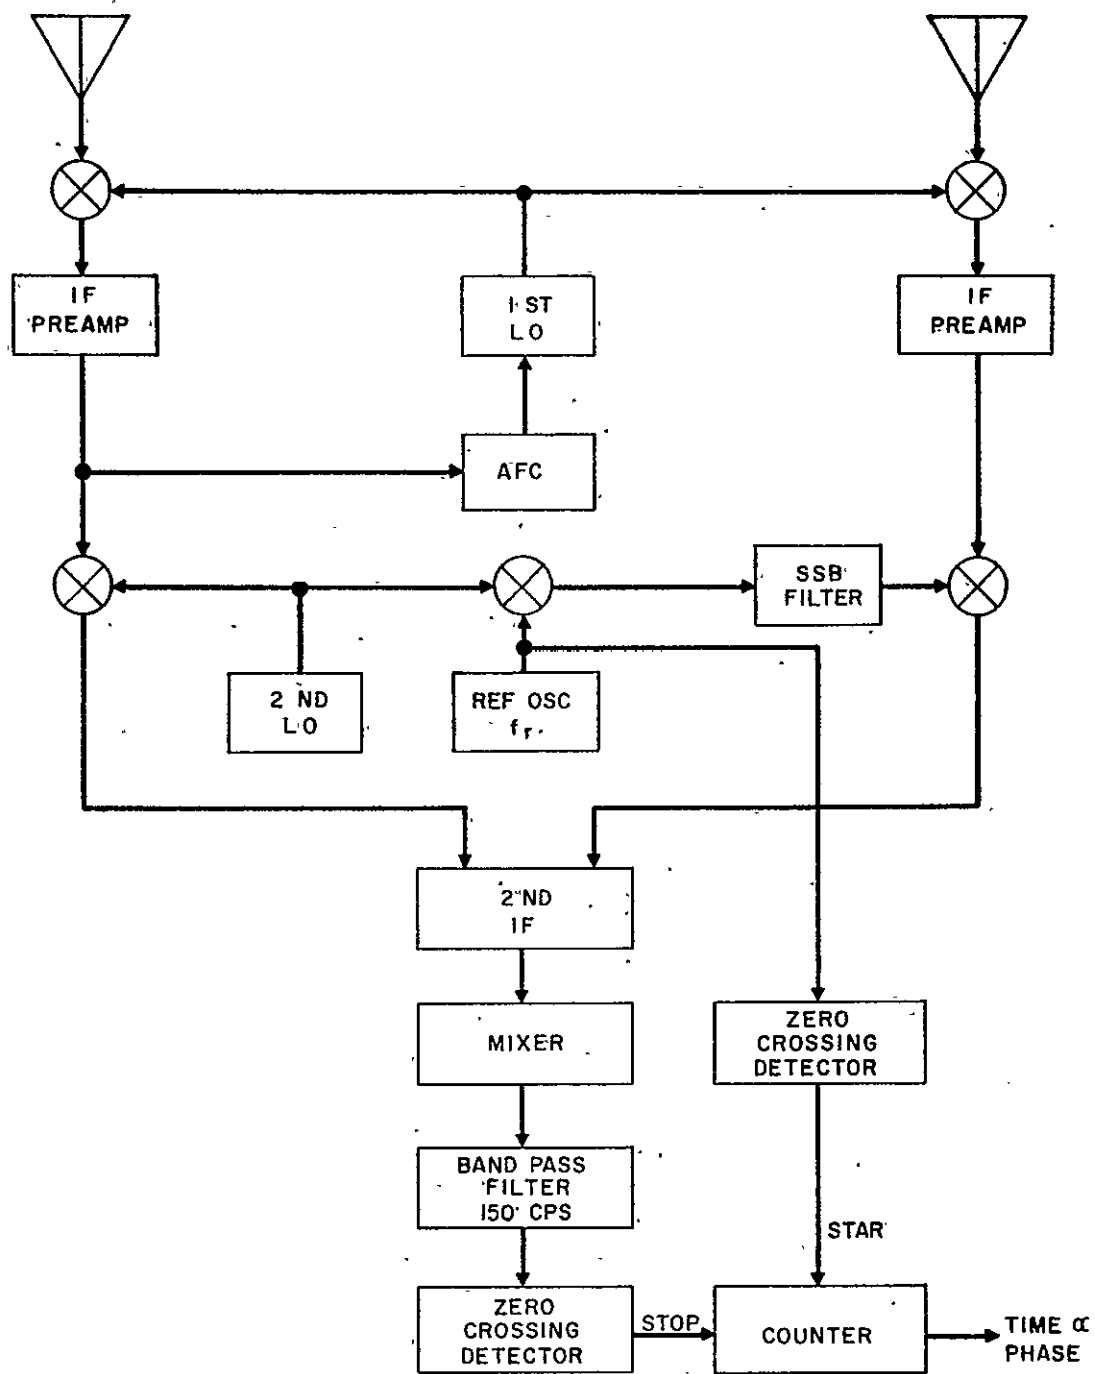 IF
PREAMP
1 ST
LO
IF
PREAMP
AFC
SSB
FILTER
2 ND
LO
REF OSC
fr
2 ND
IF
MIXER
ZERO
CROSSING
DETECTOR
BAND PASS
FILTER
150 CPS
STAR
ZERO
CROSSING
DETECTOR
STOP
COUNTER
TIME ∝
PHASE